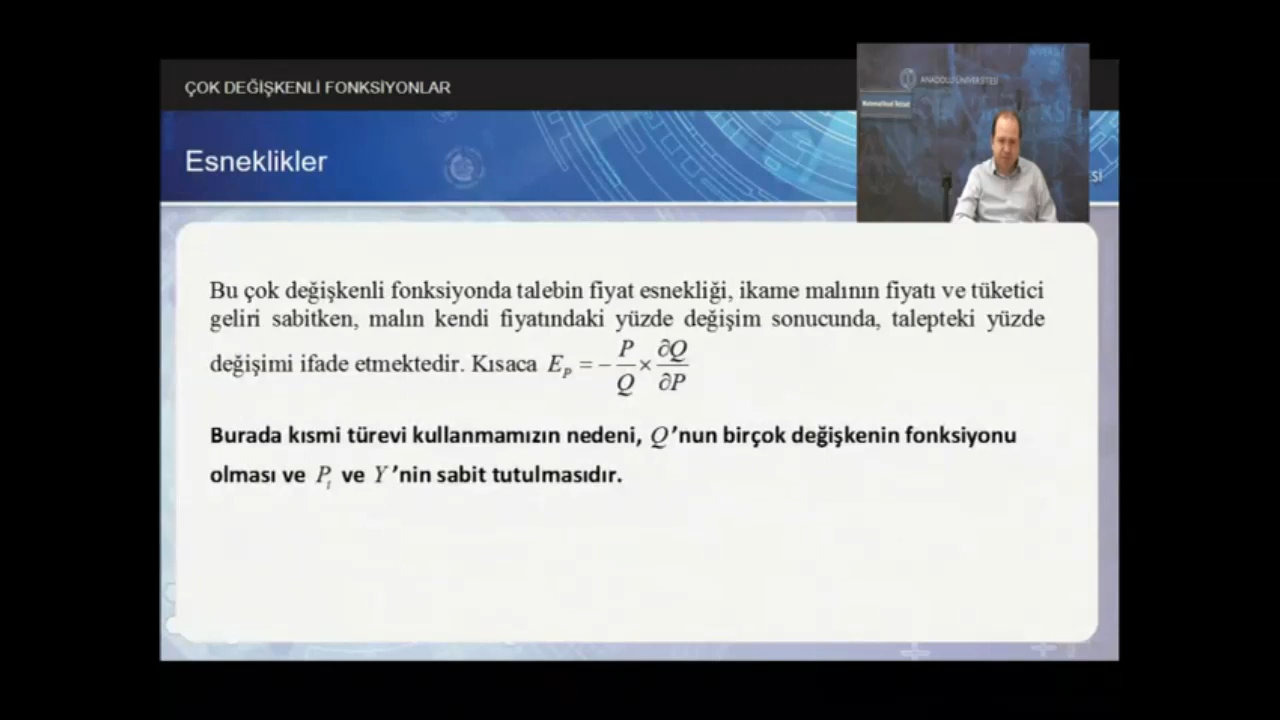 ÇOK DEĞİŞKENLİ FONKSİYONLAR
ANADOLU ÜNİVERSİTESİ
Matematiksel İktisat
Esneklikler
Bu çok değişkenli fonksiyonda talebin fiyat esnekliği, ikame malının fiyatı ve tüketici
geliri sabitken, malın kendi fiyatındaki yüzde değişim sonucunda, talepteki yüzde
değişimi ifade etmektedir. Kısaca E_P = − P/Q × ∂Q/∂P
Burada kısmi türevi kullanmamızın nedeni, Q’nun birçok değişkenin fonksiyonu
olması ve P_i ve Y’nin sabit tutulmasıdır.